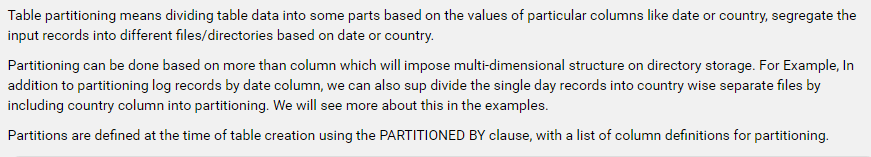 Table partitioning means dividing table data into some parts based on the values of particular columns like date or country, segregate the
input records into different files/directories based on date or country.
Partitioning can be done based on more than column which will impose multi-dimensional structure on directory storage. For Example, In
addition to partitioning log records by date column, we can also sup divide the single day records into country wise separate files by
including country column into partitioning. We will see more about this in the examples.
Partitions are defined at the time of table creation using the PARTITIONED BY clause, with a list of column definitions for partitioning.